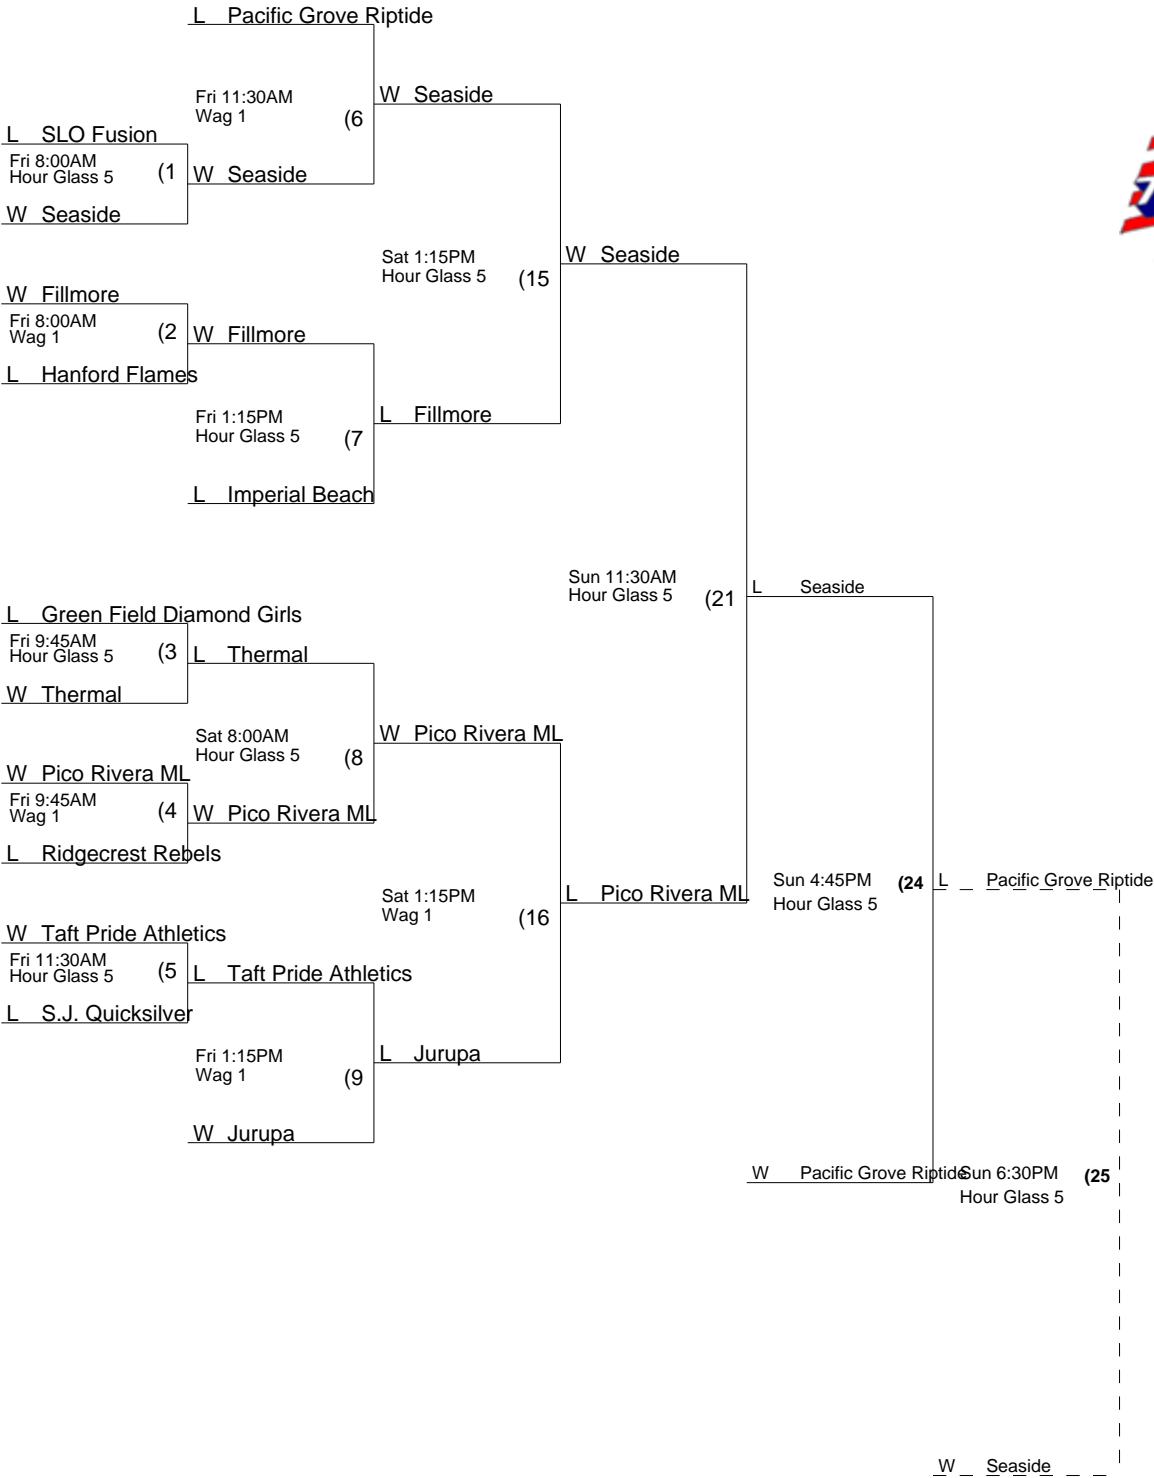 L Pacific Grove Riptide
Fri 11:30AM
Wag 1
(6
W Seaside
L SLO Fusion
Fri 8:00AM
Hour Glass 5
(1
W Seaside
W Seaside
Sat 1:15PM
Hour Glass 5
(15
W Seaside
W Fillmore
Fri 8:00AM
Wag 1
(2
W Fillmore
L Hanford Flames
Fri 1:15PM
Hour Glass 5
(7
L Fillmore
L Imperial Beach
Sun 11:30AM
Hour Glass 5
(21
L Seaside
L Green Field Diamond Girls
Fri 9:45AM
Hour Glass 5
(3
L Thermal
W Thermal
Sat 8:00AM
Hour Glass 5
(8
W Pico Rivera ML
W Pico Rivera ML
Fri 9:45AM
Wag 1
(4
W Pico Rivera ML
L Ridgecrest Rebels
Sat 1:15PM
Wag 1
(16
L Pico Rivera ML
Sun 4:45PM
Hour Glass 5
(24
L Pacific Grove Riptide
W Taft Pride Athletics
Fri 11:30AM
Hour Glass 5
(5
L Taft Pride Athletics
L S.J. Quicksilver
Fri 1:15PM
Wag 1
(9
L Jurupa
W Jurupa
W Pacific Grove Riptide
Sun 6:30PM
Hour Glass 5
(25
W Seaside